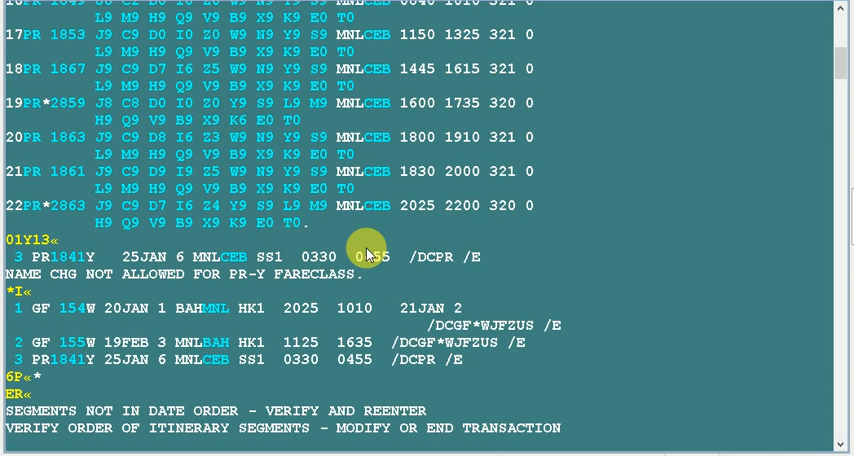 16PR 1849 J8 C2 D0 I0 Z0 W9 N9 Y9 S9 MNLCEB 0840 1010 321 0
L9 M9 H9 Q9 V9 B9 X9 K9 E0 T0
17PR 1853 J9 C9 D0 I0 Z0 W9 N9 Y9 S9 MNLCEB 1150 1325 321 0
L9 M9 H9 Q9 V9 B9 X9 K9 E0 T0
18PR 1867 J9 C9 D7 I6 Z5 W9 N9 Y9 S9 MNLCEB 1445 1615 321 0
L9 M9 H9 Q9 V9 B9 X9 K9 E0 T0
19PR*2859 J8 C8 D0 I0 Z0 Y9 S9 L9 M9 MNLCEB 1600 1735 320 0
H9 Q9 V9 B9 X9 K6 E0 T0
20PR 1863 J9 C9 D8 I6 Z3 W9 N9 Y9 S9 MNLCEB 1800 1910 321 0
L9 M9 H9 Q9 V9 B9 X9 K9 E0 T0
21PR 1861 J9 C9 D9 I9 Z5 W9 N9 Y9 S9 MNLCEB 1830 2000 321 0
L9 M9 H9 Q9 V9 B9 X9 K9 E0 T0
22PR*2863 J9 C9 D7 I6 Z4 Y9 S9 L9 M9 MNLCEB 2025 2200 320 0
H9 Q9 V9 B9 X9 K9 E0 T0.
01Y13«
3 PR1841Y 25JAN 6 MNLCEB SS1 0330 0455 /DCPR /E
NAME CHG NOT ALLOWED FOR PR-Y FARECLASS.
*I«
1 GF 154W 20JAN 1 BAHMNL HK1 2025 1010 21JAN 2
/DCGF*WJFZUS /E
2 GF 155W 19FEB 3 MNLBAH HK1 1125 1635 /DCGF*WJFZUS /E
3 PR1841Y 25JAN 6 MNLCEB SS1 0330 0455 /DCPR /E
6P«*
ER«
SEGMENTS NOT IN DATE ORDER - VERIFY AND REENTER
VERIFY ORDER OF ITINERARY SEGMENTS - MODIFY OR END TRANSACTION